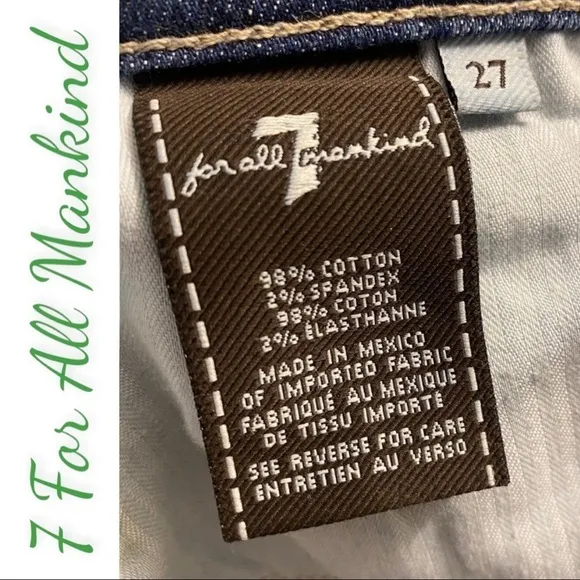 7 For All Mankind
27
for all 7 mankind
98% COTTON
2% SPANDEX
98% COTON
2% ÉLASTHANNE
MADE IN MEXICO
OF IMPORTED FABRIC
FABRIQUÉ AU MEXIQUE
DE TISSU IMPORTÉ
SEE REVERSE FOR CARE
ENTRETIEN AU VERSO